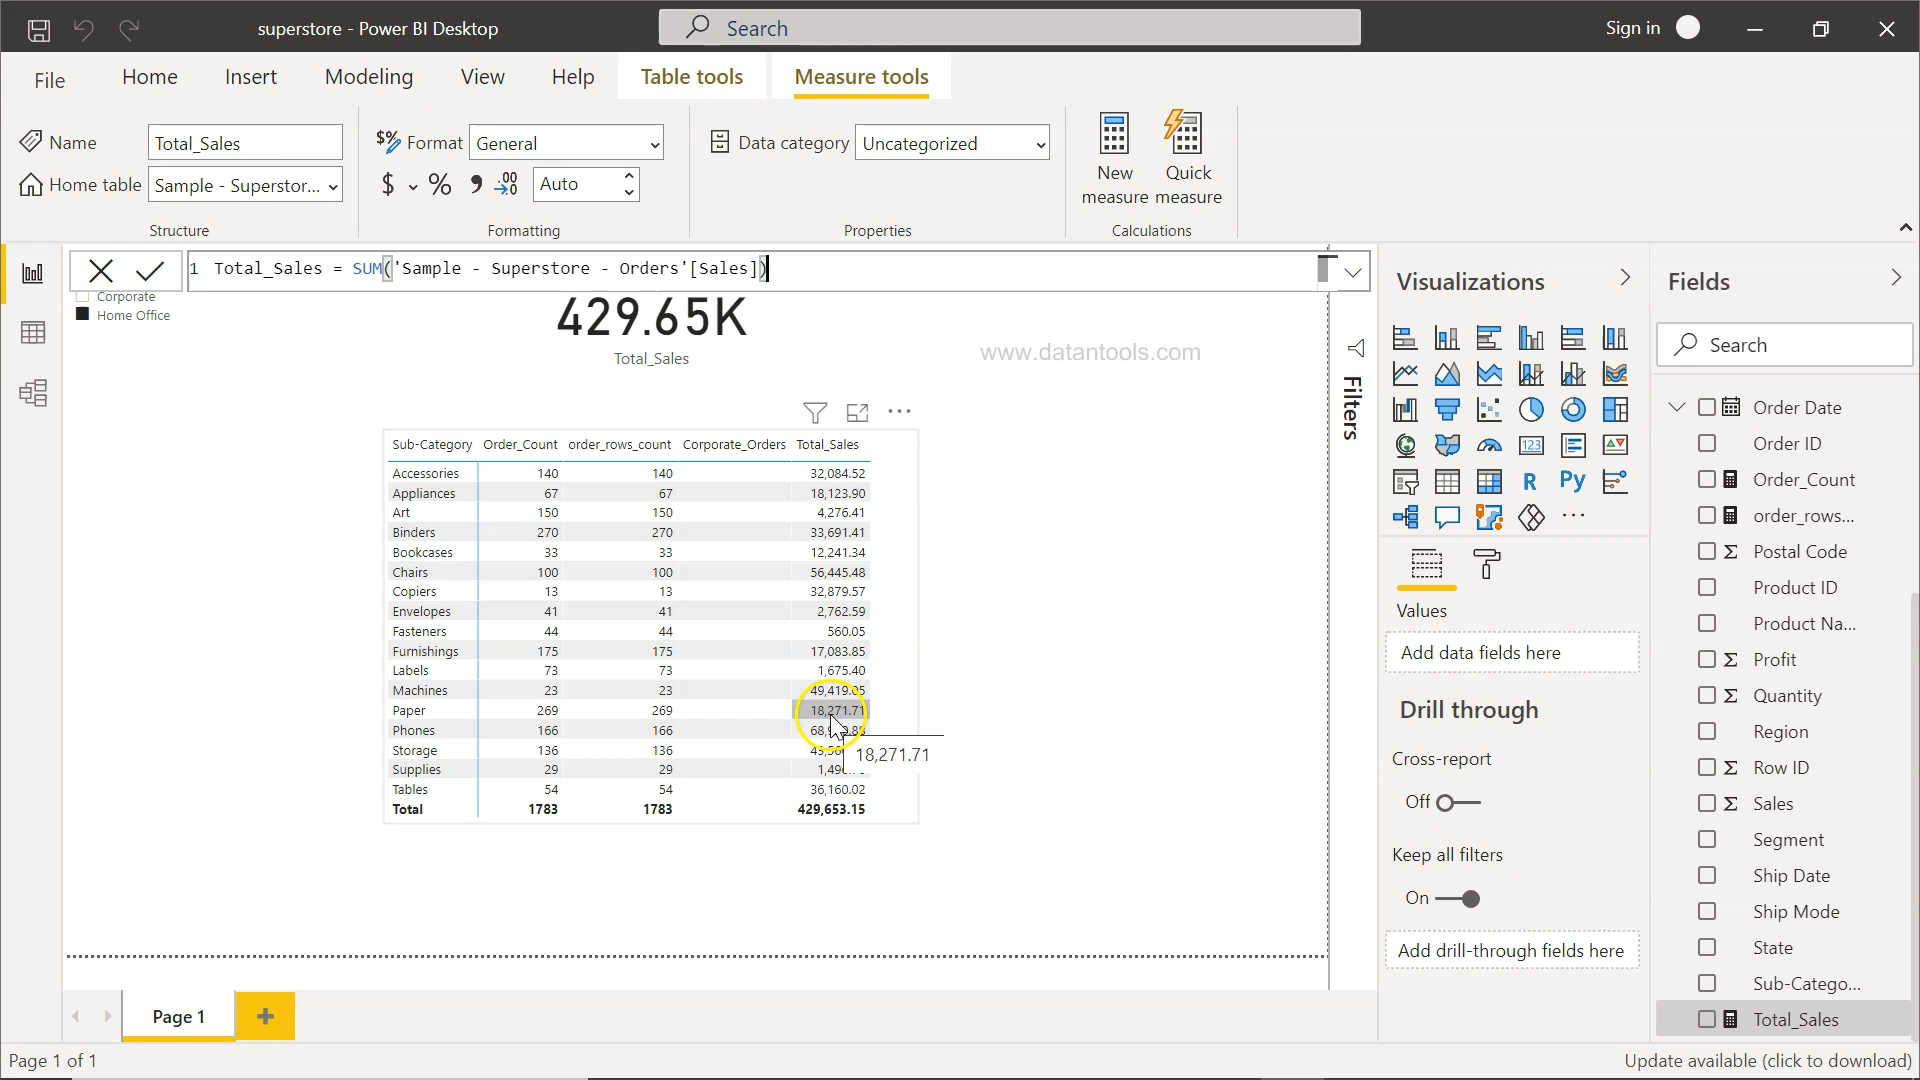 superstore - Power BI Desktop
Search
Sign in
File
Home
Insert
Modeling
View
Help
Table tools
Measure tools
Name
Total_Sales
$% Format
General
Data category
Uncategorized
New measure
Quick measure
Home table
Sample - Superstor...
$ % 9 .00
Auto
Structure
Formatting
Properties
Calculations
1 Total_Sales = SUM('Sample - Superstore - Orders'[Sales])
Corporate
Home Office
429.65K
Total_Sales
www.datantools.com
Sub-Category Order_Count order_rows_count Corporate_Orders Total_Sales
Accessories 140 140 32,084.52
Appliances 67 67 18,123.90
Art 150 150 4,276.41
Binders 270 270 33,691.41
Bookcases 33 33 12,241.34
Chairs 100 100 56,445.48
Copiers 13 13 32,879.57
Envelopes 41 41 2,762.59
Fasteners 44 44 560.05
Furnishings 175 175 17,083.85
Labels 73 73 1,675.40
Machines 23 23 49,419.05
Paper 269 269 18,271.71
Phones 166 166
Storage 136 136
18,271.71
Supplies 29 29
Tables 54 54 36,160.02
Total 1783 1783 429,653.15
Filters
Visualizations
123
R
Py
Values
Add data fields here
Drill through
Cross-report
Off
Keep all filters
On
Add drill-through fields here
Fields
Search
Order Date
Order ID
Order_Count
order_rows...
Σ Postal Code
Product ID
Product Na...
Σ Profit
Σ Quantity
Region
Σ Row ID
Σ Sales
Segment
Ship Date
Ship Mode
State
Sub-Catego...
Total_Sales
Page 1
+
Page 1 of 1
Update available (click to download)